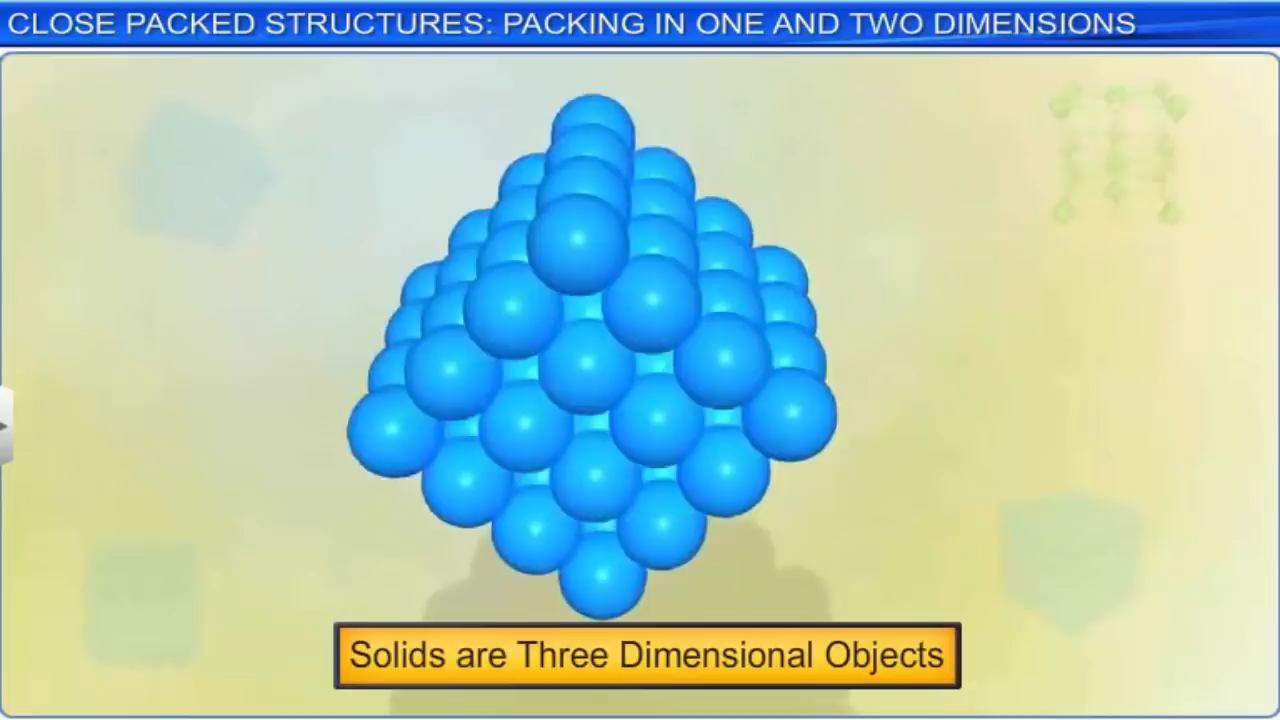 CLOSE PACKED STRUCTURES: PACKING IN ONE AND TWO DIMENSIONS
Solids are Three Dimensional Objects